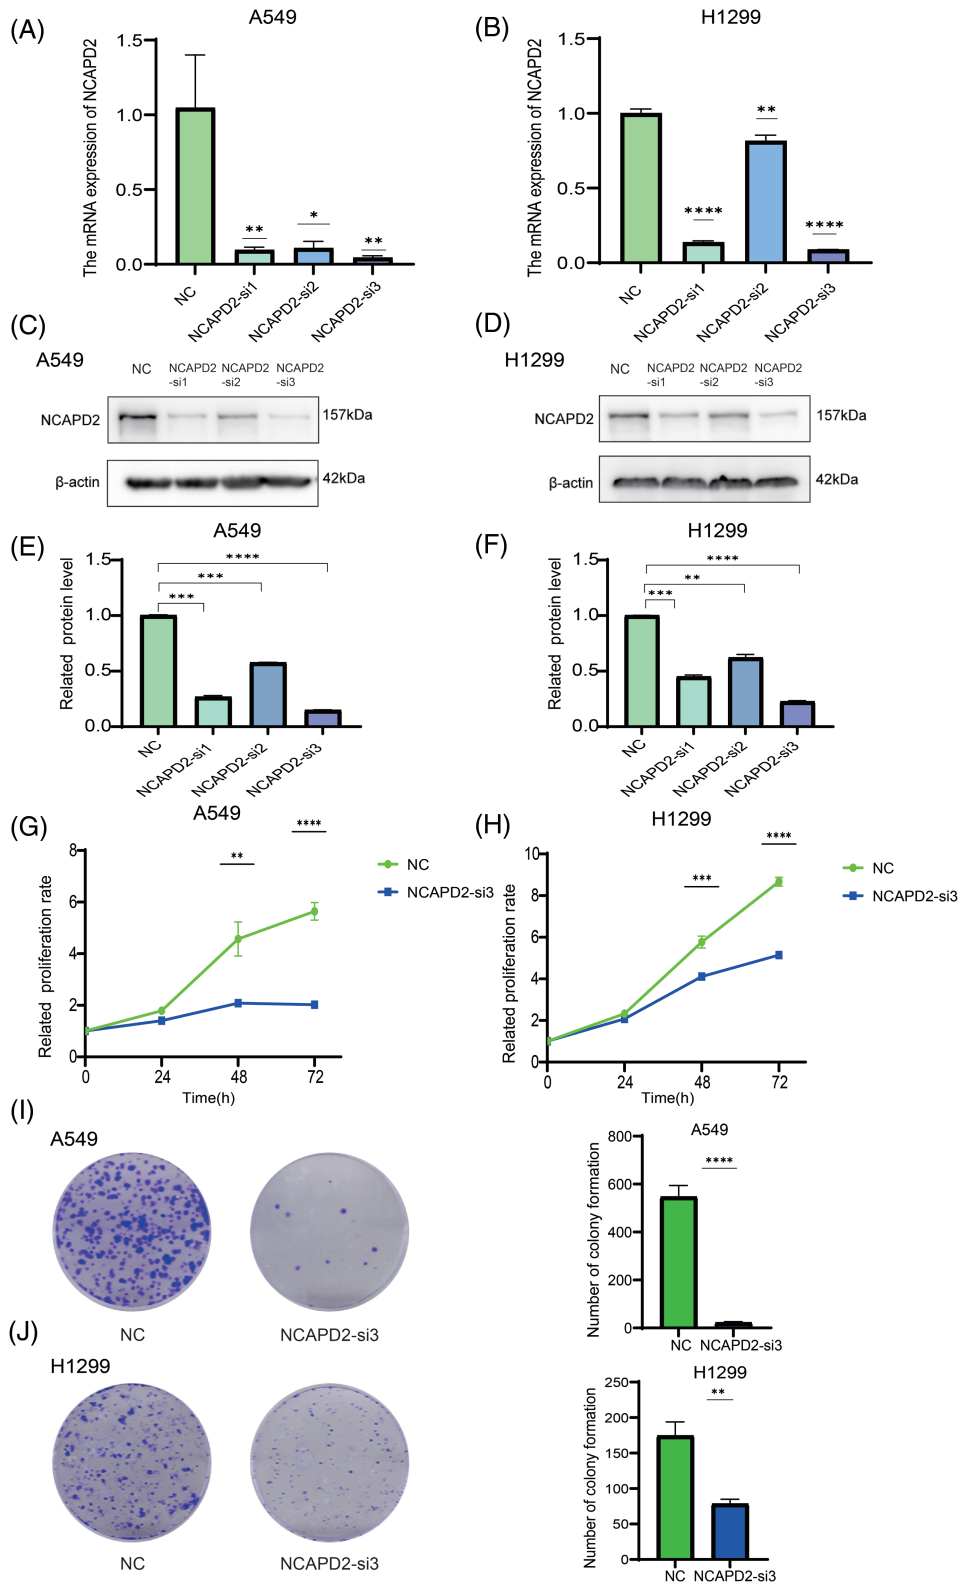 (A)
A549
The mRNA expression of NCAPD2
1.5
1.0
0.5
0.0
**
*
**
NC
NCAPD2-si1
NCAPD2-si2
NCAPD2-si3
(B)
H1299
The mRNA expression of NCAPD2
1.5
1.0
0.5
0.0
****
**
****
NC
NCAPD2-si1
NCAPD2-si2
NCAPD2-si3
(C)
A549
NC
NCAPD2
-si1
NCAPD2
-si2
NCAPD2
-si3
NCAPD2
157kDa
β-actin
42kDa
(D)
H1299
NC
NCAPD2
-si1
NCAPD2
-si2
NCAPD2
-si3
NCAPD2
157kDa
β-actin
42kDa
(E)
A549
Related protein level
1.5
1.0
0.5
0.0
****
***
***
NC
NCAPD2-si1
NCAPD2-si2
NCAPD2-si3
(F)
H1299
Related protein level
1.5
1.0
0.5
0.0
****
**
***
NC
NCAPD2-si1
NCAPD2-si2
NCAPD2-si3
(G)
A549
Related proliferation rate
8
6
4
2
0
**
****
NC
NCAPD2-si3
0
24
48
72
Time(h)
(H)
H1299
Related proliferation rate
10
8
6
4
2
0
***
****
NC
NCAPD2-si3
0
24
48
72
Time(h)
(I)
A549
NC
NCAPD2-si3
A549
Number of colony formation
800
600
400
200
0
****
NC
NCAPD2-si3
(J)
H1299
NC
NCAPD2-si3
H1299
Number of colony formation
250
200
150
100
50
0
**
NC
NCAPD2-si3